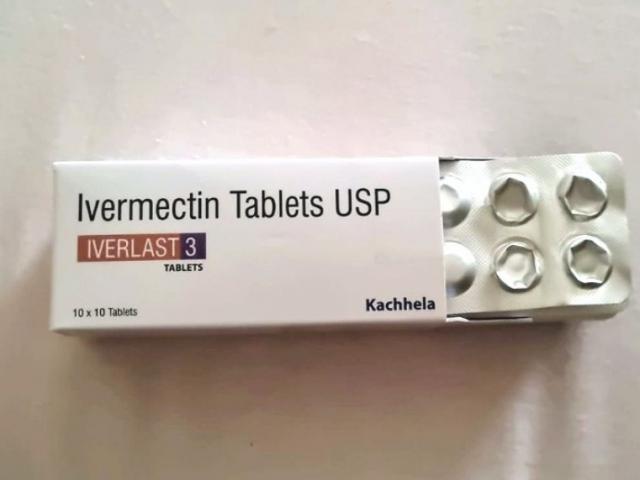 Ivermectin Tablets USP
IVERLAST 3
TABLETS
10 x 10 Tablets
Kachhela